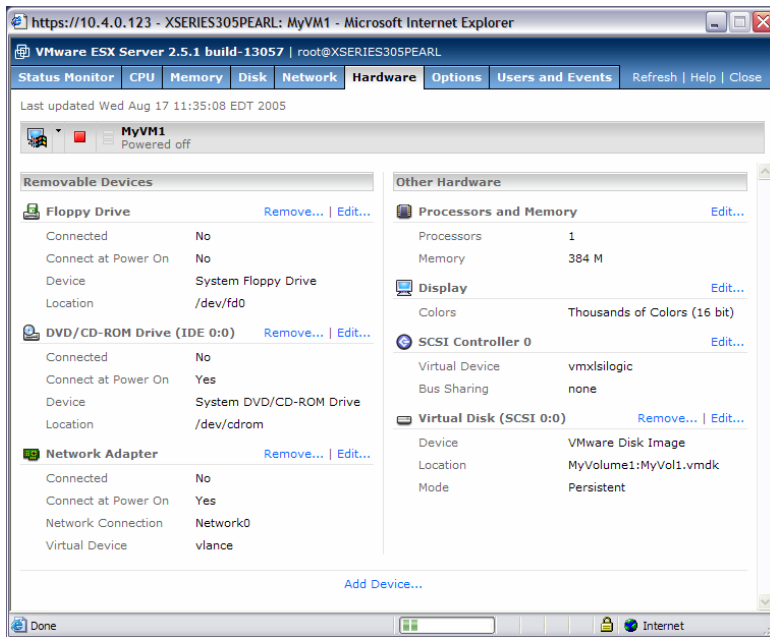 https://10.4.0.123 - XSERIES305PEARL: MyVM1 - Microsoft Internet Explorer
VMware ESX Server 2.5.1 build-13057 | root@XSERIES305PEARL
Status Monitor CPU Memory Disk Network Hardware Options Users and Events Refresh | Help | Close
Last updated Wed Aug 17 11:35:08 EDT 2005
MyVM1
Powered off
Removable Devices
Floppy Drive Remove... | Edit...
Connected No
Connect at Power On No
Device System Floppy Drive
Location /dev/fd0
DVD/CD-ROM Drive (IDE 0:0) Remove... | Edit...
Connected No
Connect at Power On Yes
Device System DVD/CD-ROM Drive
Location /dev/cdrom
Network Adapter Remove... | Edit...
Connected No
Connect at Power On Yes
Network Connection Network0
Virtual Device vlance
Other Hardware
Processors and Memory Edit...
Processors 1
Memory 384 M
Display Edit...
Colors Thousands of Colors (16 bit)
SCSI Controller 0 Edit...
Virtual Device vmxlsilogic
Bus Sharing none
Virtual Disk (SCSI 0:0) Remove... | Edit...
Device VMware Disk Image
Location MyVolume1:MyVol1.vmdk
Mode Persistent
Add Device...
Done Internet